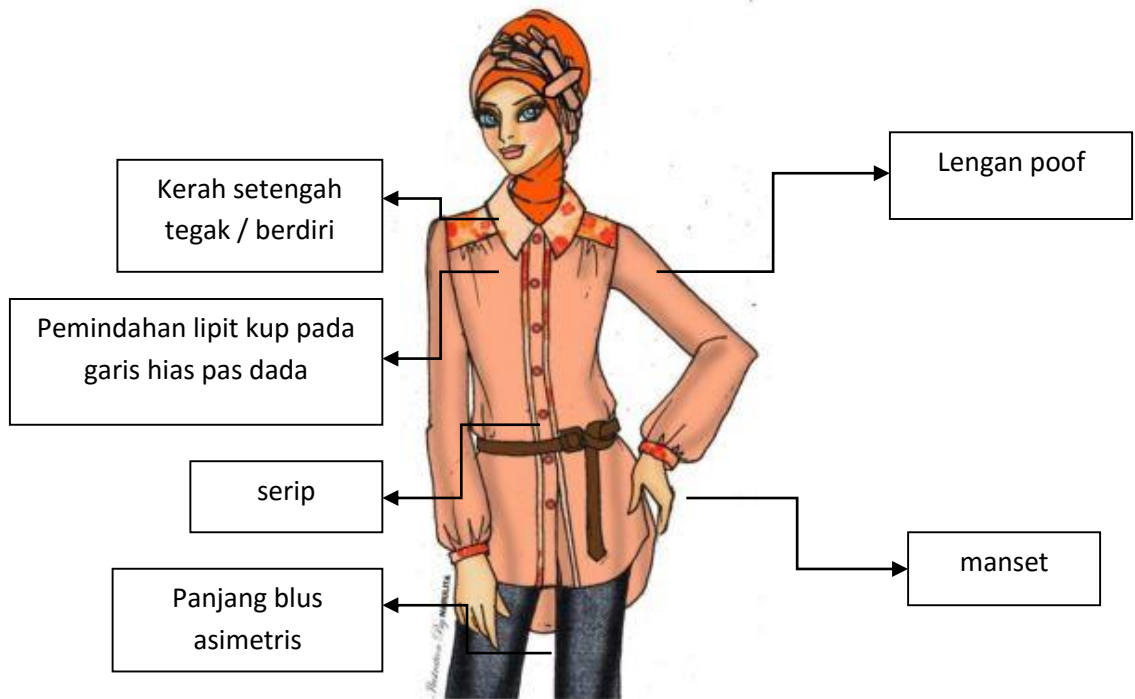 Kerah setengah
tegak / berdiri
Lengan poof
Pemindahan lipit kup pada
garis hias pas dada
serip
manset
Panjang blus
asimetris